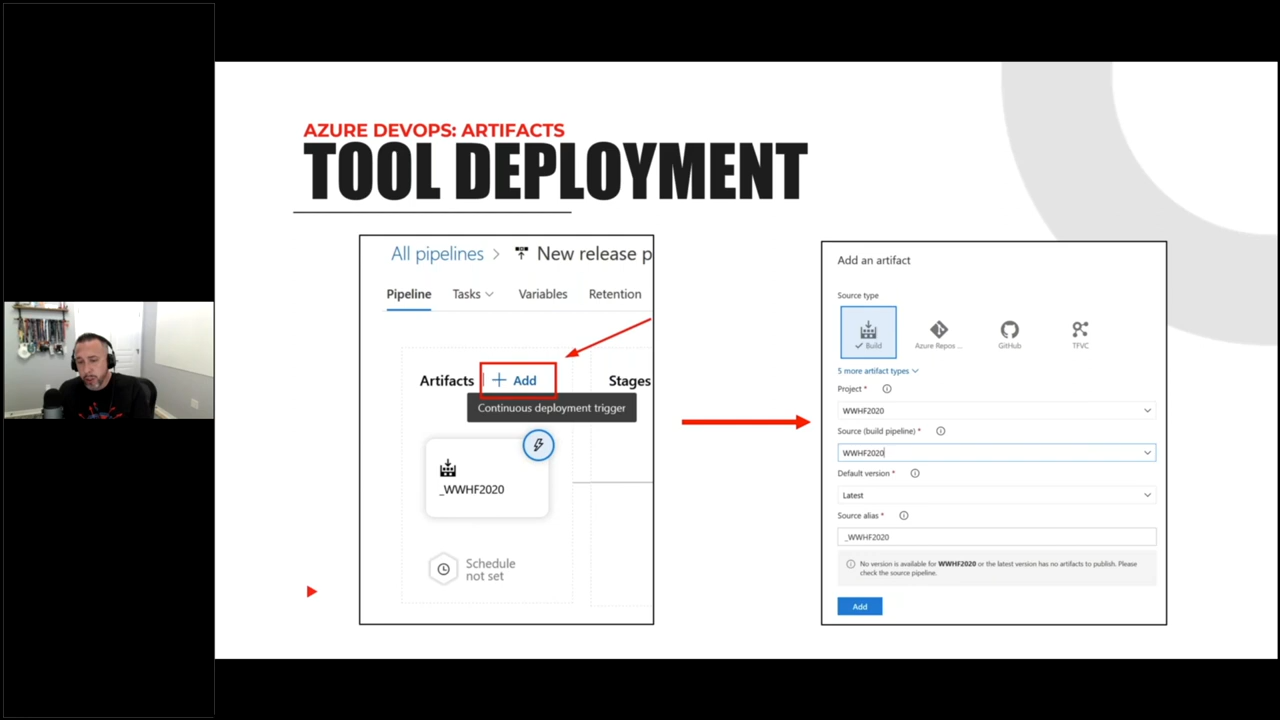 AZURE DEVOPS: ARTIFACTS
TOOL DEPLOYMENT
All pipelines > New release p
Pipeline Tasks Variables Retention
Artifacts + Add Stages
Continuous deployment trigger
_WWHF2020
Schedule
not set
Add an artifact
Source type
Build Azure Repos ... GitHub TFVC
5 more artifact types
Project *
WWHF2020
Source (build pipeline) *
WWHF2020
Default version *
Latest
Source alias *
_WWHF2020
No version is available for WWHF2020 or the latest version has no artifacts to publish. Please
check the source pipeline.
Add